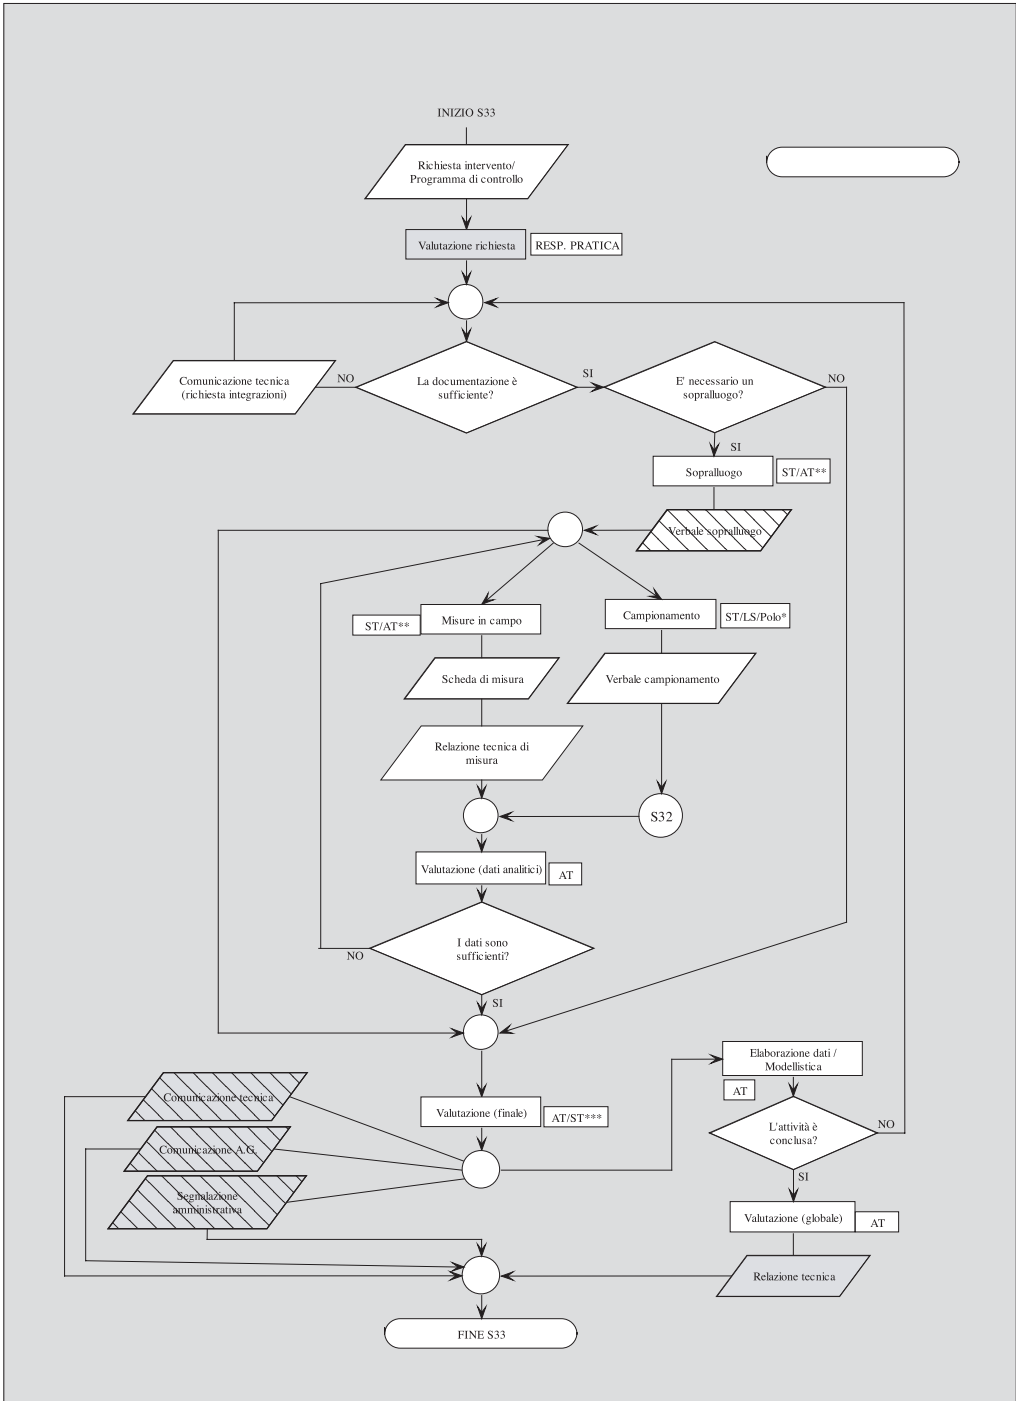 INIZIO S33
Richiesta intervento/
Programma di controllo
Valutazione richiesta
RESP. PRATICA
Comunicazione tecnica
(richiesta integrazioni)
NO
La documentazione è
sufficiente?
SI
E' necessario un
sopralluogo?
NO
SI
Sopralluogo
ST/AT**
Verbale sopralluogo
ST/AT**
Misure in campo
Campionamento
ST/LS/Polo*
Scheda di misura
Verbale campionamento
Relazione tecnica di
misura
S32
Valutazione (dati analitici)
AT
I dati sono
sufficienti?
NO
SI
Elaborazione dati /
Modellistica
AT
Comunicazione tecnica
Valutazione (finale)
AT/ST***
L'attività è
conclusa?
NO
Comunicazione A.G.
SI
Segnalazione
amministrativa
Valutazione (globale)
AT
Relazione tecnica
FINE S33